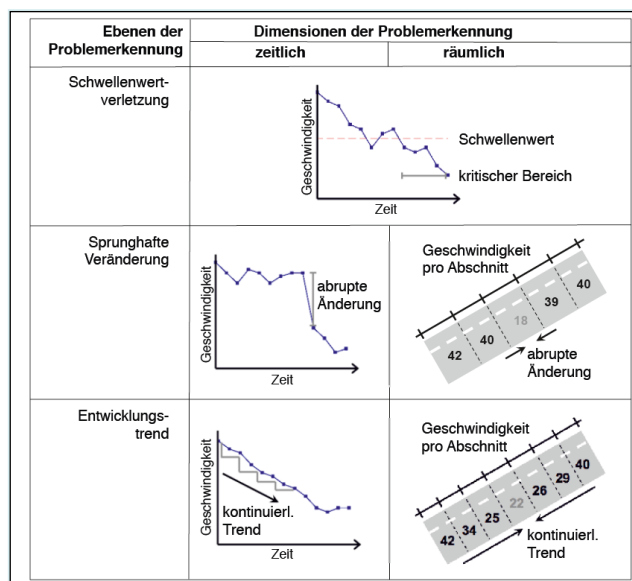 Ebenen der
Problemerkennung
Dimensionen der Problemerkennung
zeitlich
räumlich
Schwellenwert-
verletzung
Geschwindigkeit
Schwellenwert
kritischer Bereich
Zeit
Sprunghafte
Veränderung
Geschwindigkeit
abrupte
Änderung
Zeit
Geschwindigkeit
pro Abschnitt
42
40
18
39
40
abrupte
Änderung
Entwicklungs-
trend
Geschwindigkeit
kontinuierl.
Trend
Zeit
Geschwindigkeit
pro Abschnitt
42
34
25
22
26
29
40
kontinuierl.
Trend